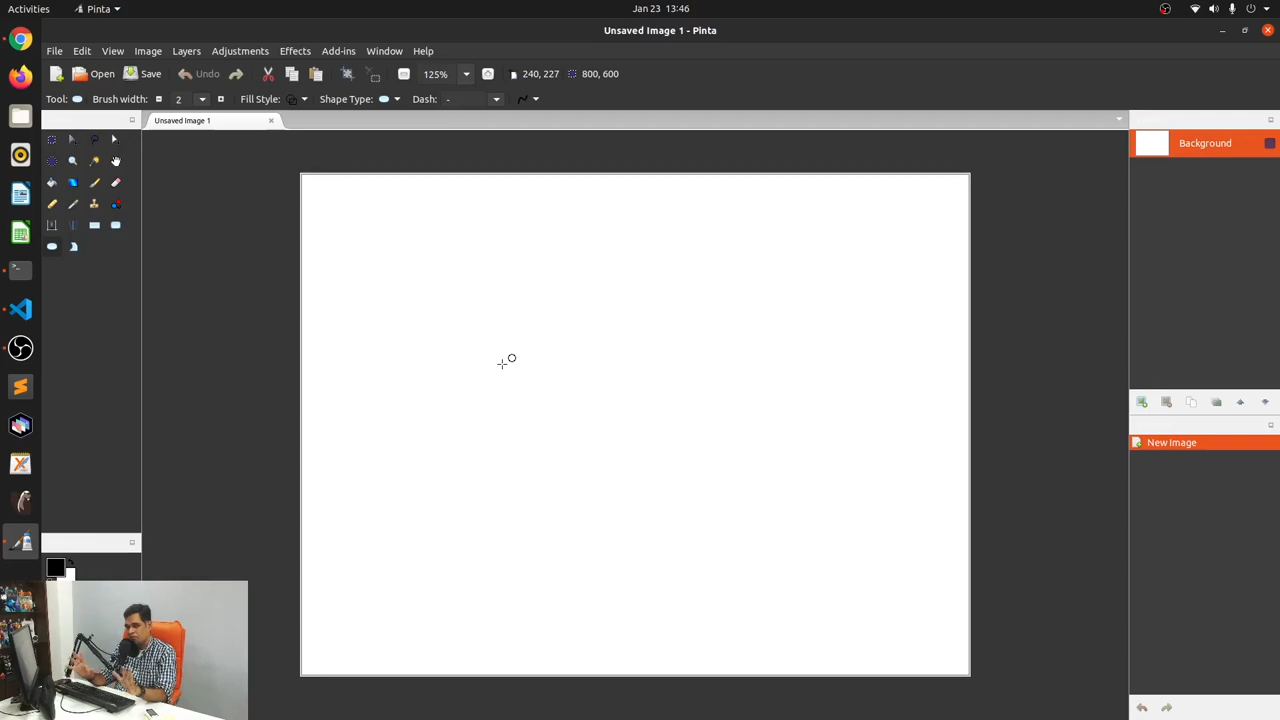 Activities Pinta Jan 23 13:46
Unsaved Image 1 - Pinta
File Edit View Image Layers Adjustments Effects Add-ins Window Help
Open Save Undo 125% 240, 227 800, 600
Tool: Brush width: 2 Fill Style: Shape Type: Dash: -
Unsaved Image 1
Background
New Image